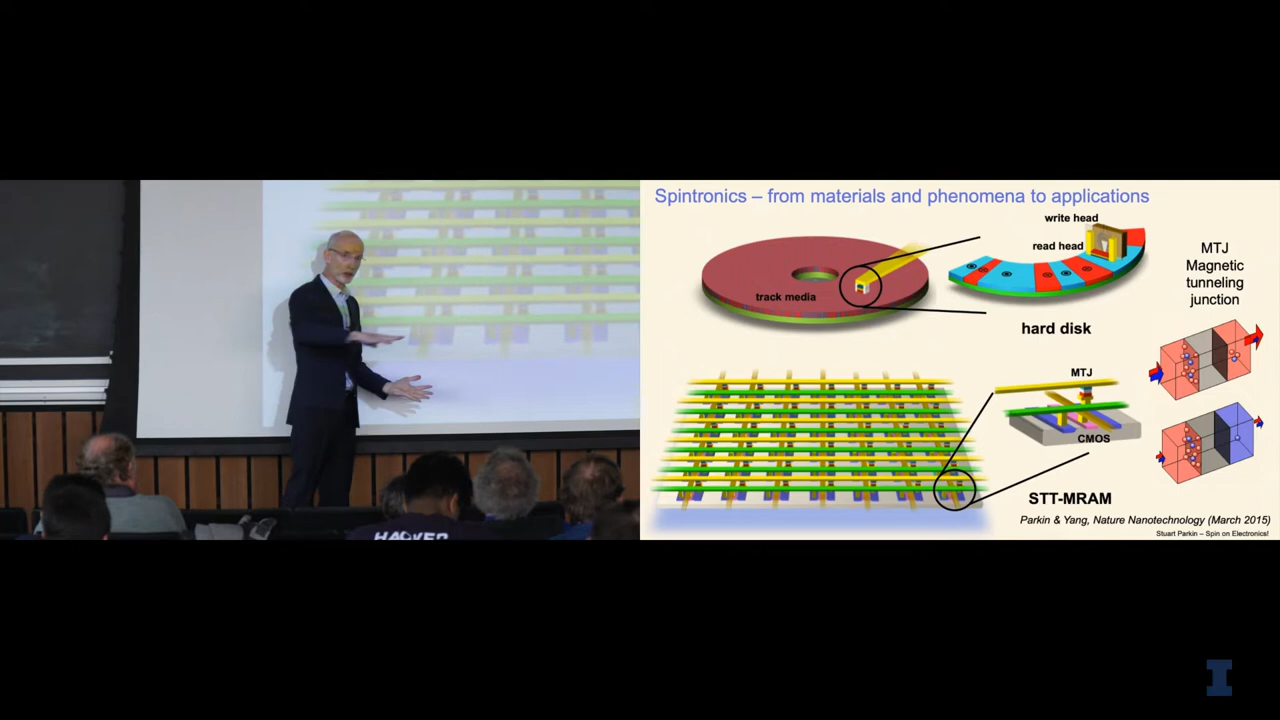 Spintronics – from materials and phenomena to applications
write head
read head
track media
hard disk
MTJ
Magnetic
tunneling
junction
MTJ
CMOS
STT-MRAM
Parkin & Yang, Nature Nanotechnology (March 2015)
Stuart Parkin – Spin on Electronics!
HACKER
I